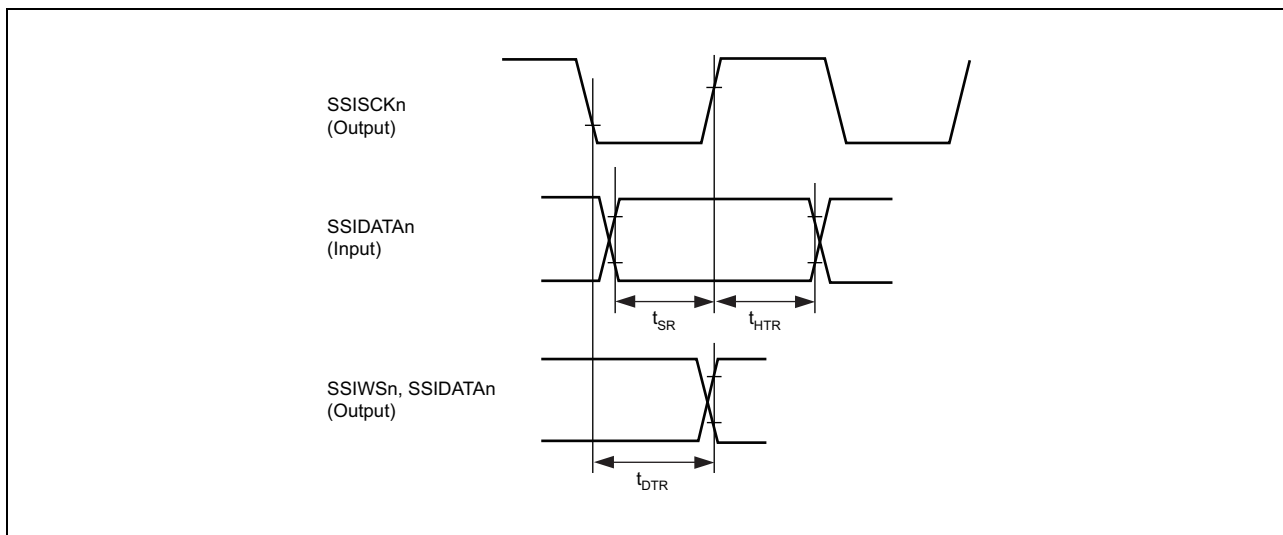 SSISCKn
(Output)
SSIDATAn
(Input)
tSR
tHTR
SSIWSn, SSIDATAn
(Output)
tDTR